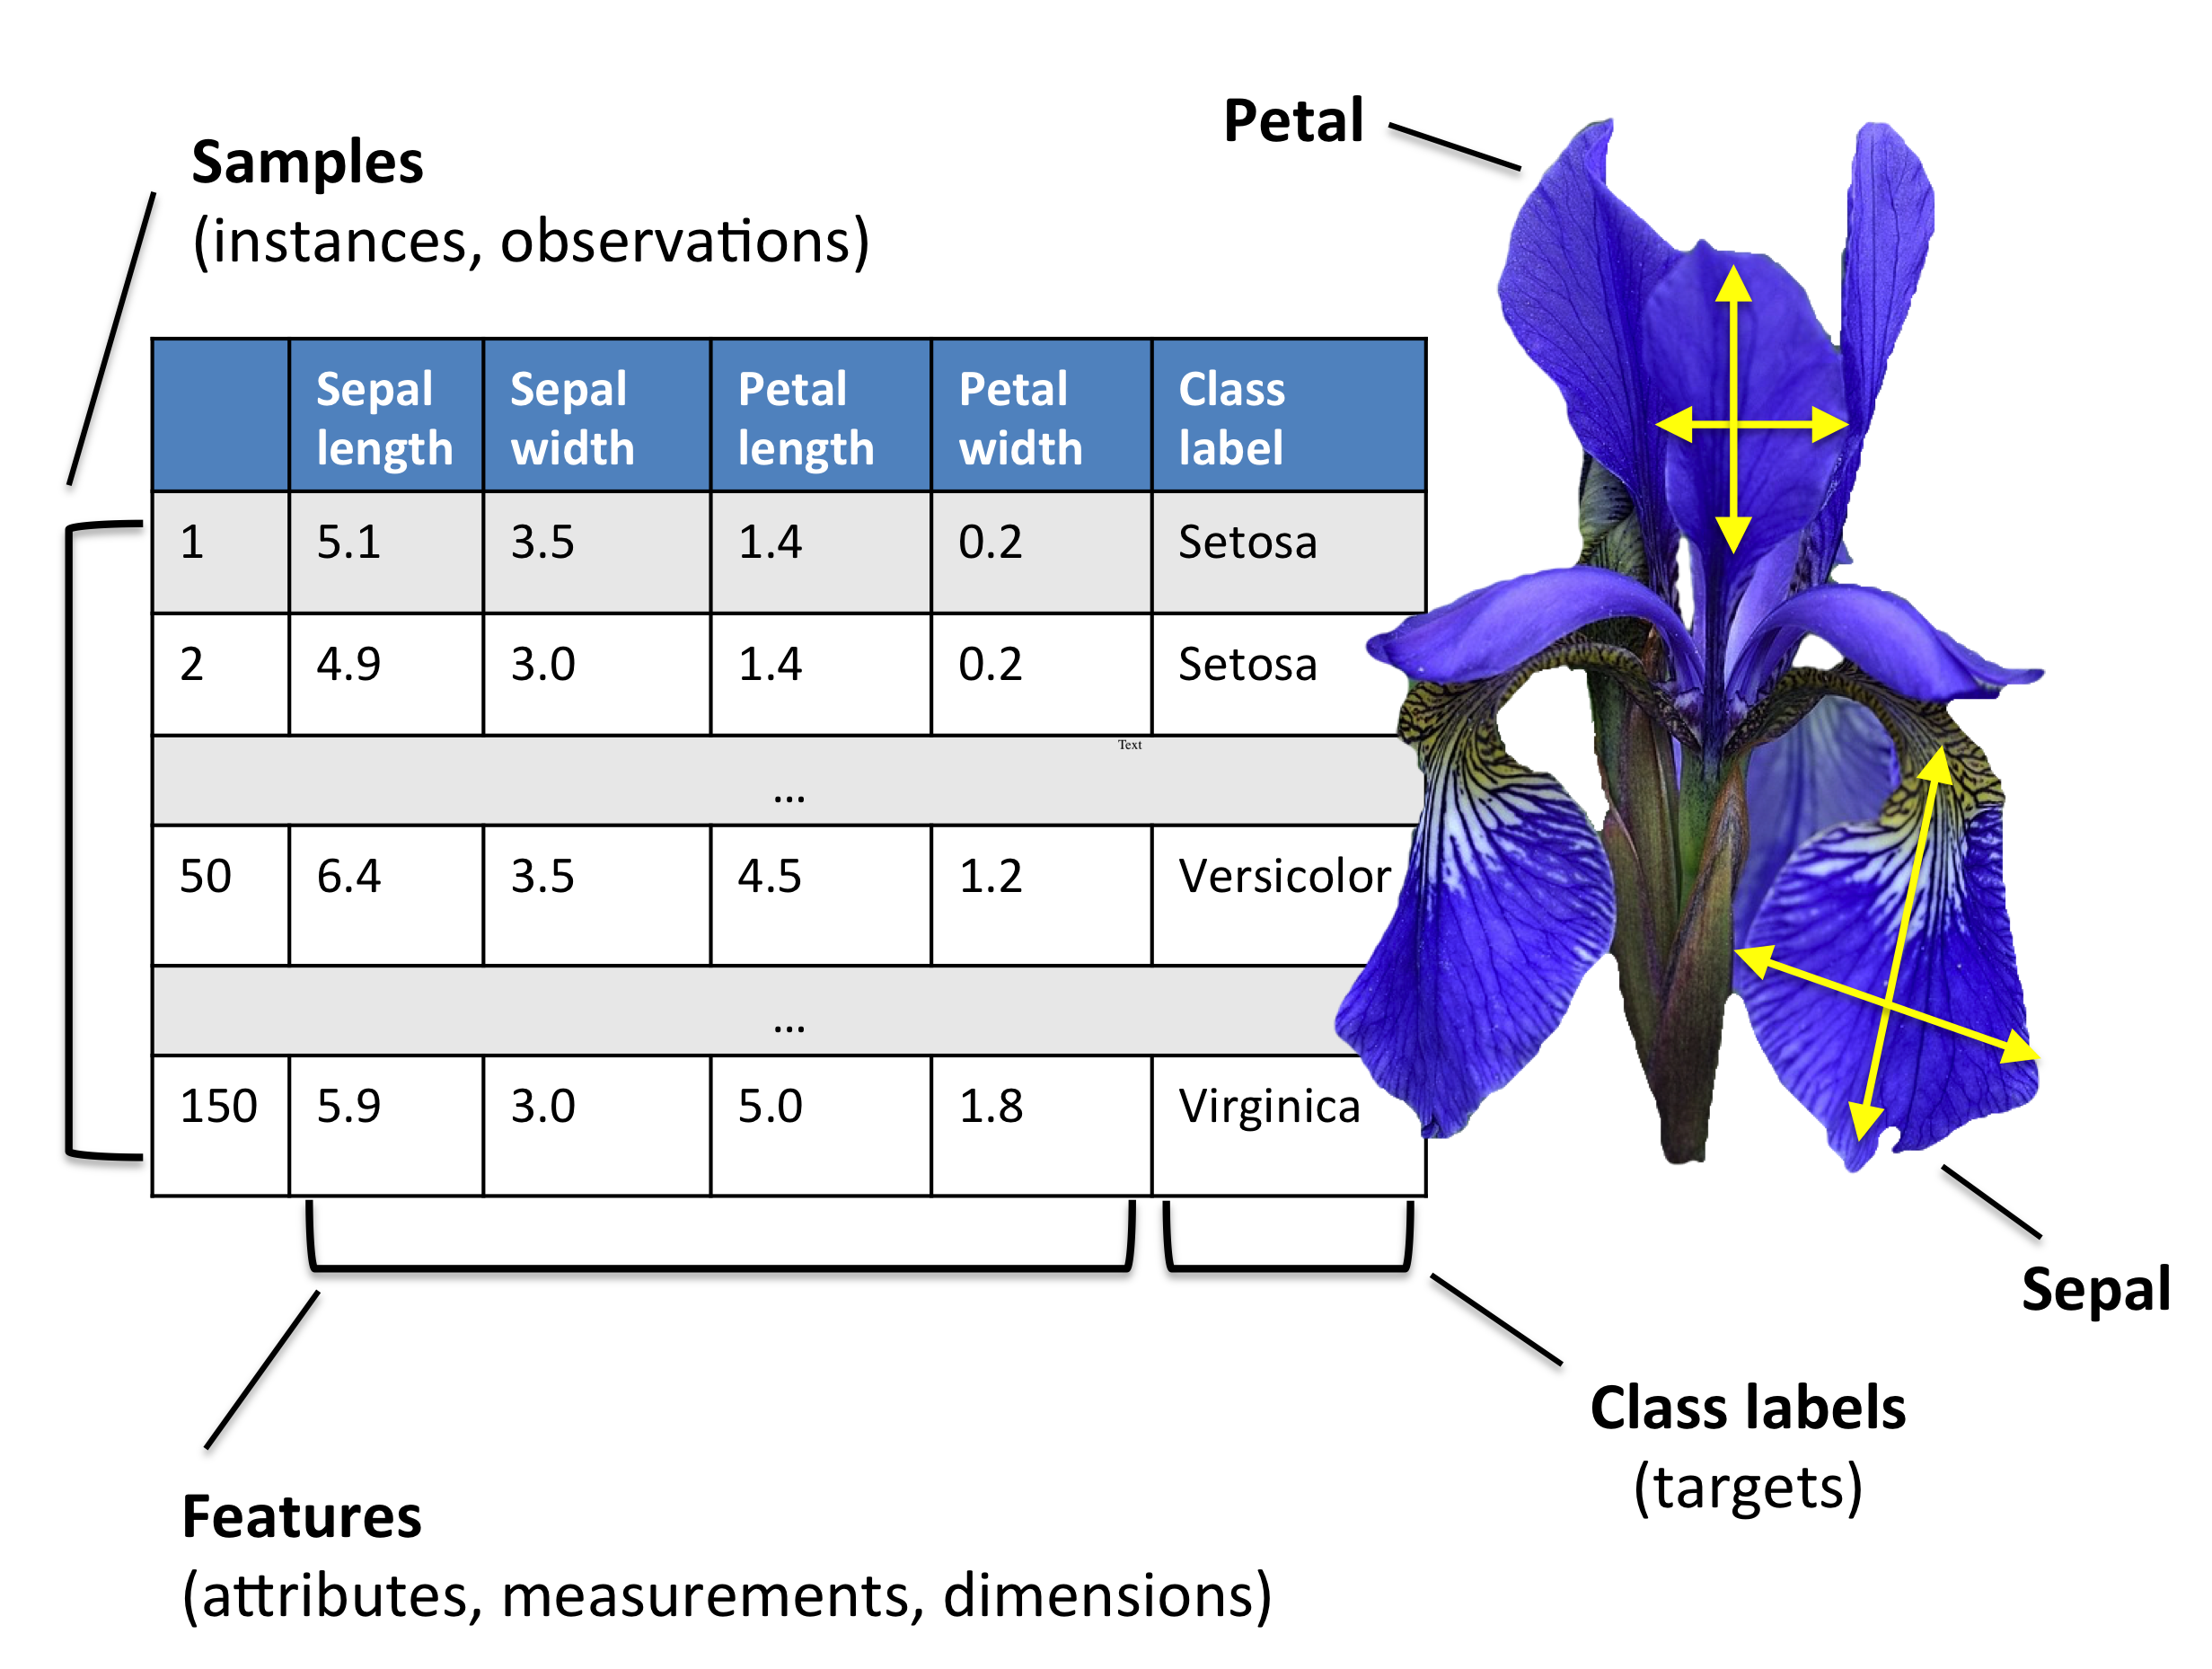 Petal
Samples
(instances, observations)
Sepal length Sepal width Petal length Petal width Class label
1 5.1 3.5 1.4 0.2 Setosa
2 4.9 3.0 1.4 0.2 Setosa
Text
...
50 6.4 3.5 4.5 1.2 Versicolor
...
150 5.9 3.0 5.0 1.8 Virginica
Sepal
Class labels
(targets)
Features
(attributes, measurements, dimensions)